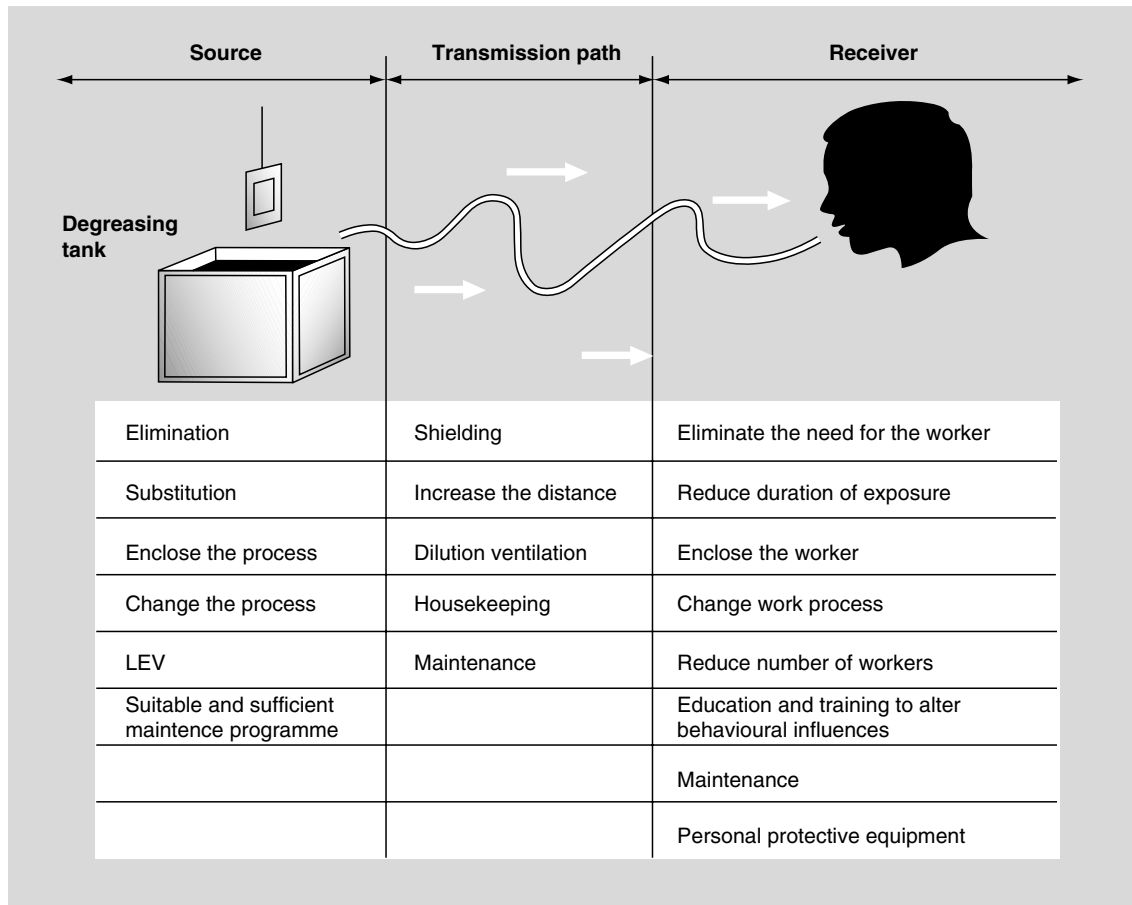 Source
Transmission path
Receiver
Degreasing
tank
Elimination
Shielding
Eliminate the need for the worker
Substitution
Increase the distance
Reduce duration of exposure
Enclose the process
Dilution ventilation
Enclose the worker
Change the process
Housekeeping
Change work process
LEV
Maintenance
Reduce number of workers
Suitable and sufficient
maintence programme
Education and training to alter
behavioural influences
Maintenance
Personal protective equipment